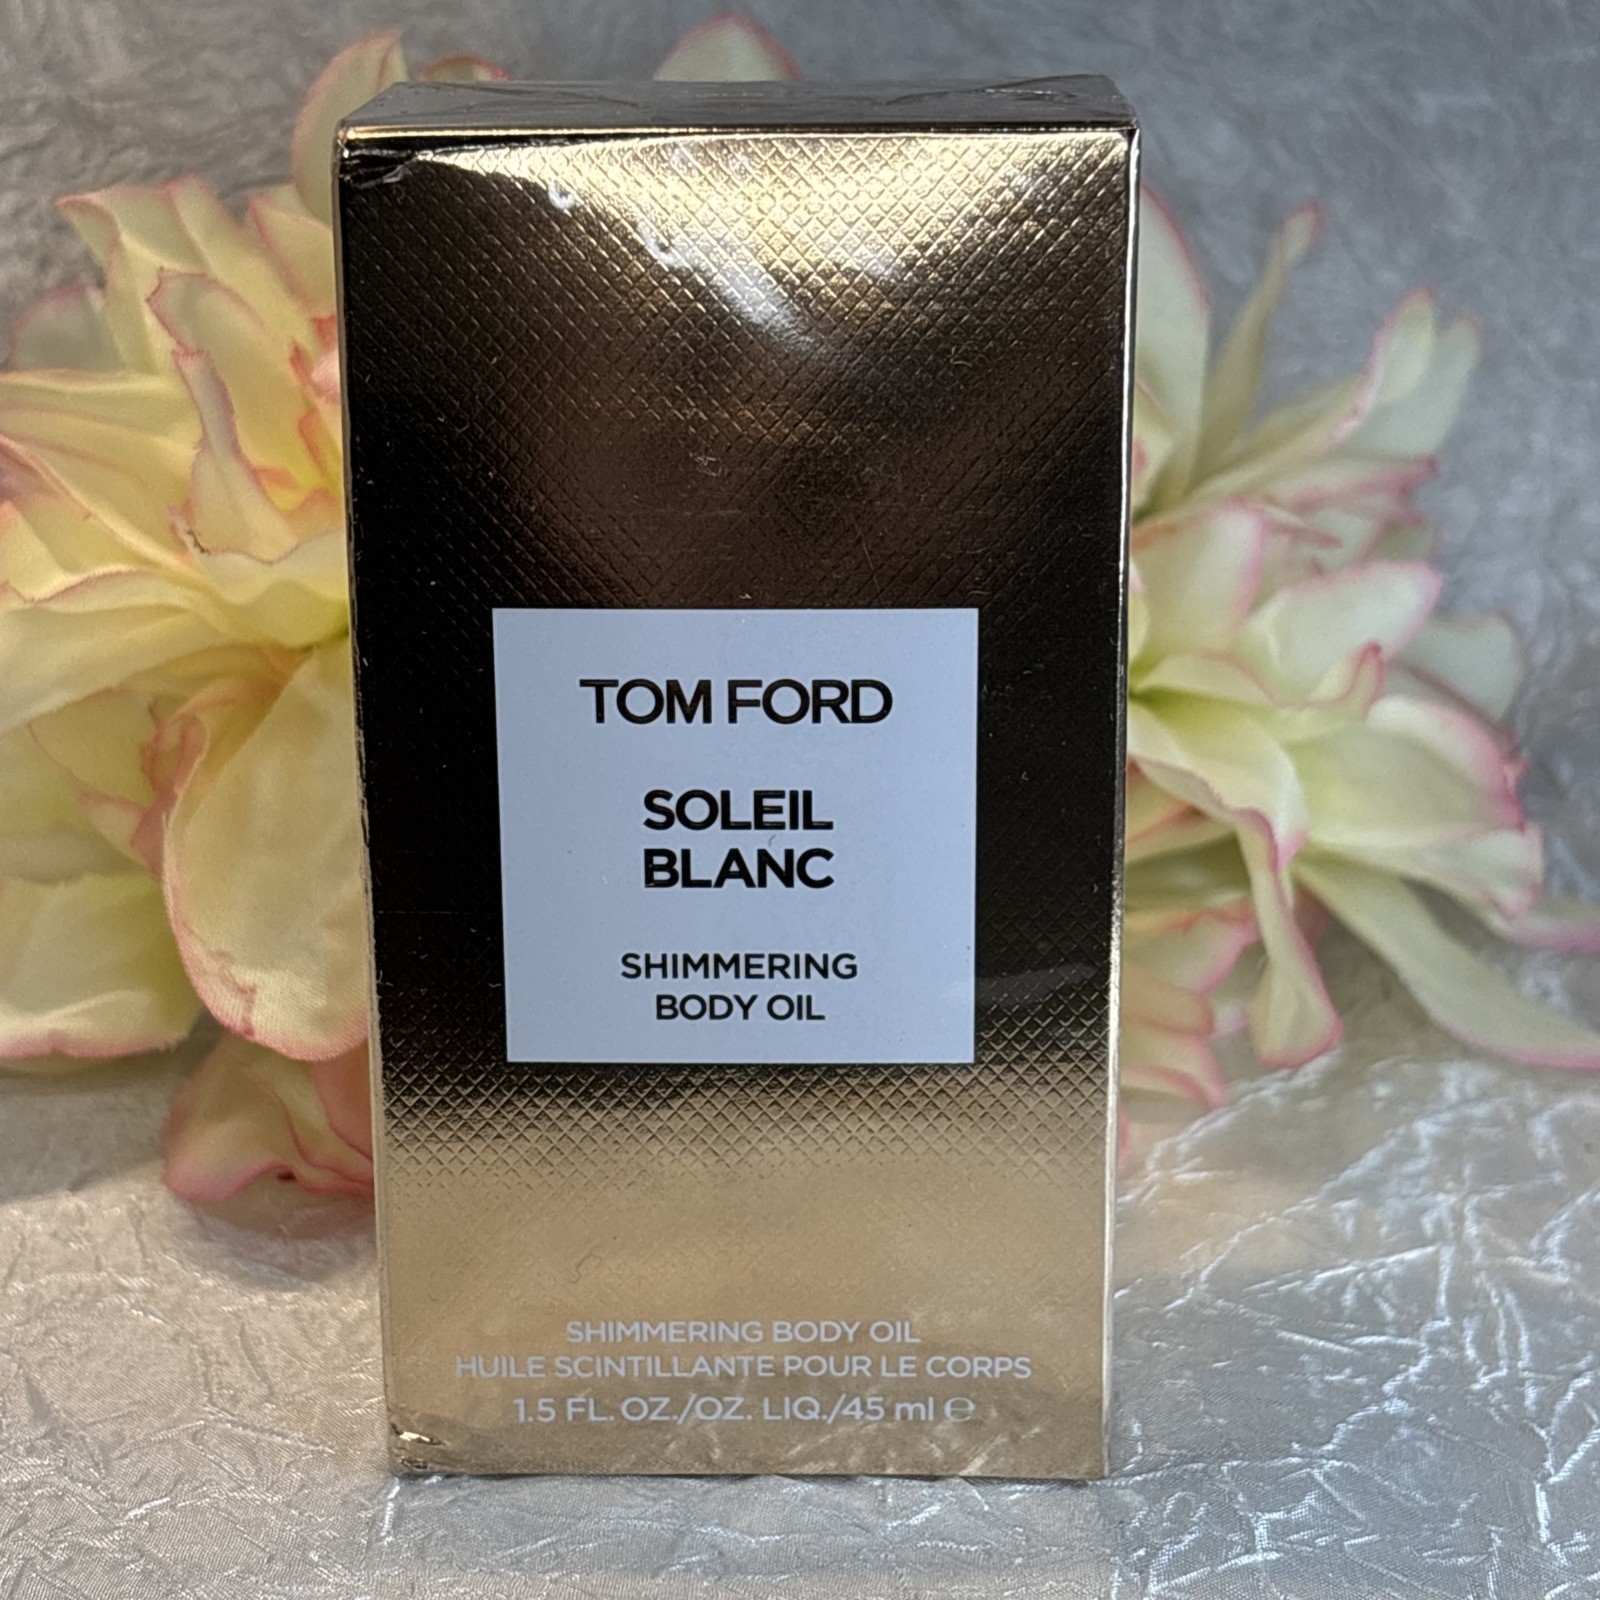 TOM FORD
SOLEIL
BLANC
SHIMMERING
BODY OIL
SHIMMERING BODY OIL
HUILE SCINTILLANTE POUR LE CORPS
1.5 FL. OZ./OZ. LIQ./45 ml ℮